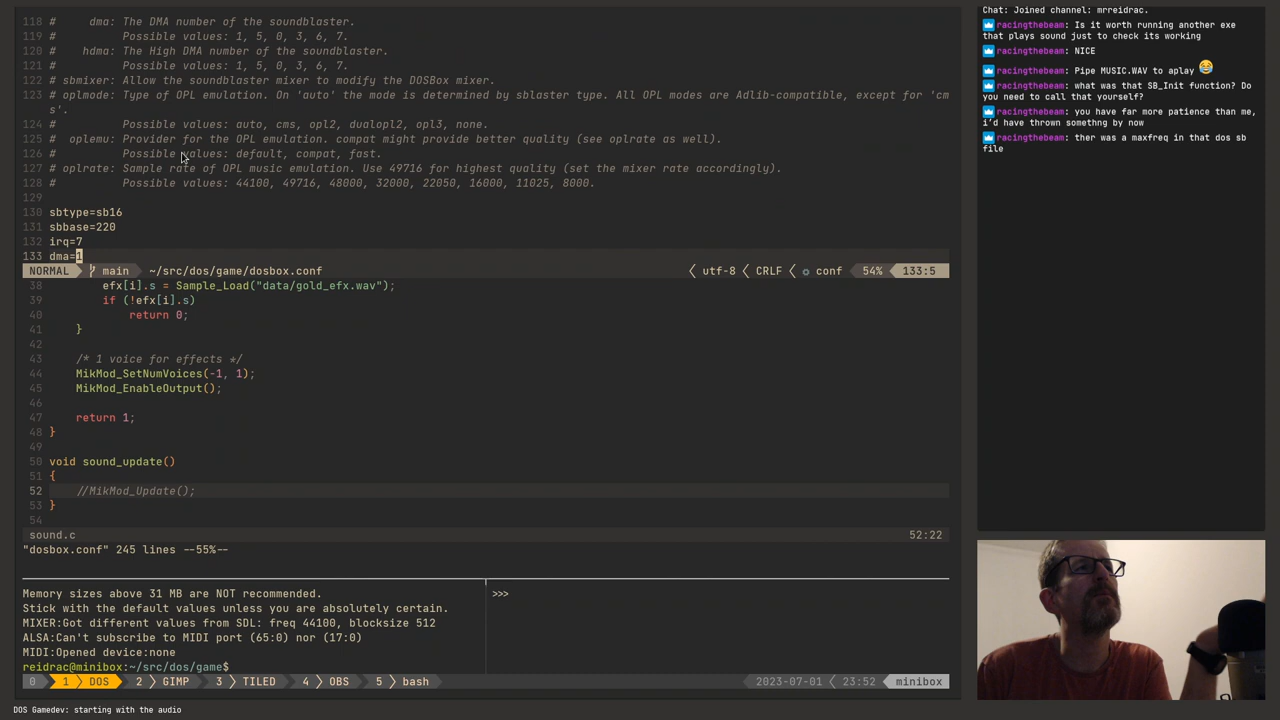 118 #     dma: The DMA number of the soundblaster.
119 #          Possible values: 1, 5, 0, 3, 6, 7.
120 #    hdma: The High DMA number of the soundblaster.
121 #          Possible values: 1, 5, 0, 3, 6, 7.
122 # sbmixer: Allow the soundblaster mixer to modify the DOSBox mixer.
123 # oplmode: Type of OPL emulation. On 'auto' the mode is determined by sblaster type. All OPL modes are Adlib-compatible, except for 'cm
s'.
124 #          Possible values: auto, cms, opl2, dualopl2, opl3, none.
125 #  oplemu: Provider for the OPL emulation. compat might provide better quality (see oplrate as well).
126 #          Possible values: default, compat, fast.
127 # oplrate: Sample rate of OPL music emulation. Use 49716 for highest quality (set the mixer rate accordingly).
128 #          Possible values: 44100, 49716, 48000, 32000, 22050, 16000, 11025, 8000.
129
130 sbtype=sb16
131 sbbase=220
132 irq=7
133 dma=1
NORMAL main ~/src/dos/game/dosbox.conf utf-8 CRLF conf 54% 133:5
38         efx[i].s = Sample_Load("data/gold_efx.wav");
39         if (!efx[i].s)
40             return 0;
41     }
42
43     /* 1 voice for effects */
44     MikMod_SetNumVoices(-1, 1);
45     MikMod_EnableOutput();
46
47     return 1;
48 }
49
50 void sound_update()
51 {
52     //MikMod_Update();
53 }
54
sound.c 52:22
"dosbox.conf" 245 lines --55%--
Memory sizes above 31 MB are NOT recommended.
Stick with the default values unless you are absolutely certain.
MIXER:Got different values from SDL: freq 44100, blocksize 512
ALSA:Can't subscribe to MIDI port (65:0) nor (17:0)
MIDI:Opened device:none
reidrac@minibox:~/src/dos/game$
>>>
0 1 DOS 2 GIMP 3 TILED 4 OBS 5 bash 2023-07-01 23:52 minibox
DOS Gamedev: starting with the audio
Chat: Joined channel: mrreidrac.
racingthebeam: Is it worth running another exe
that plays sound just to check its working
racingthebeam: NICE
racingthebeam: Pipe MUSIC.WAV to aplay 😂
racingthebeam: what was that SB_Init function? Do
you need to call that yourself?
racingthebeam: you have far more patience than me,
i'd have thrown somethng by now
racingthebeam: ther was a maxfreq in that dos sb
file